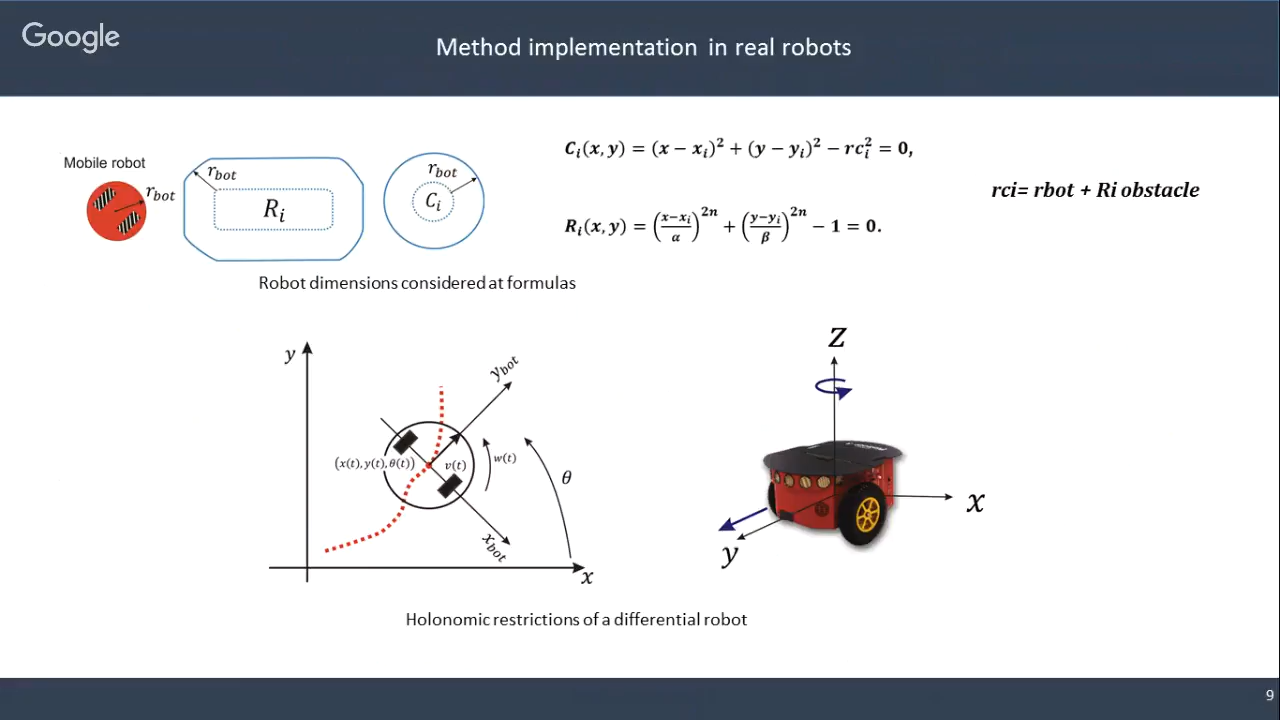 Google
Method implementation in real robots
Mobile robot
r_bot
r_bot
R_i
r_bot
C_i
C_i(x, y) = (x − x_i)^2 + (y − y_i)^2 − rc_i^2 = 0,
rci= rbot + Ri obstacle
R_i(x, y) = ((x−x_i)/α)^{2n} + ((y−y_i)/β)^{2n} − 1 = 0.
Robot dimensions considered at formulas
y
y_bot
(x(t), y(t), θ(t))
v(t)
w(t)
θ
x_bot
x
Z
x
y
Holonomic restrictions of a differential robot
9